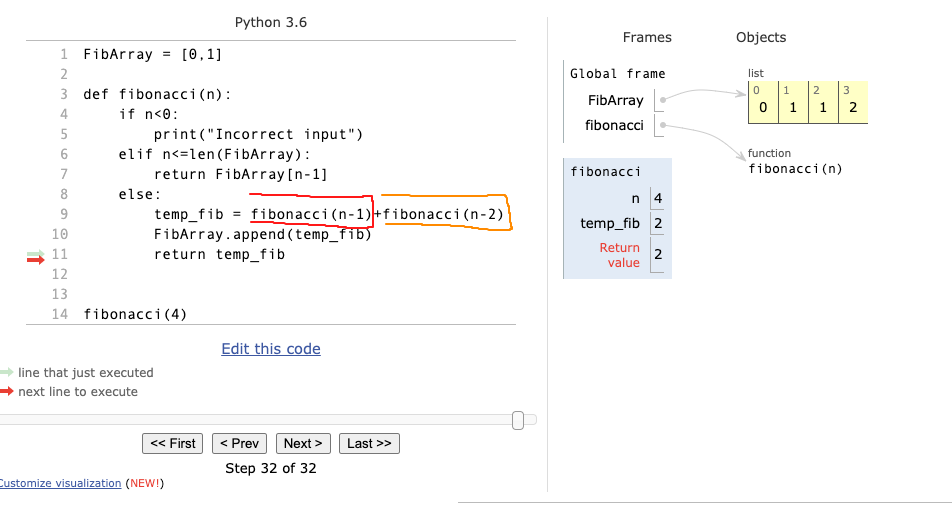 Python 3.6
1 FibArray = [0,1]
2
3 def fibonacci(n):
4     if n<0:
5         print("Incorrect input")
6     elif n<=len(FibArray):
7         return FibArray[n-1]
8     else:
9         temp_fib = fibonacci(n-1)+fibonacci(n-2)
10         FibArray.append(temp_fib)
11         return temp_fib
12
13
14 fibonacci(4)
Edit this code
line that just executed
next line to execute
<< First < Prev Next > Last >>
Step 32 of 32
Customize visualization (NEW!)
Frames Objects
Global frame
FibArray
fibonacci
list
0 1 2 3
0 1 1 2
function
fibonacci(n)
fibonacci
n 4
temp_fib 2
Return
value 2